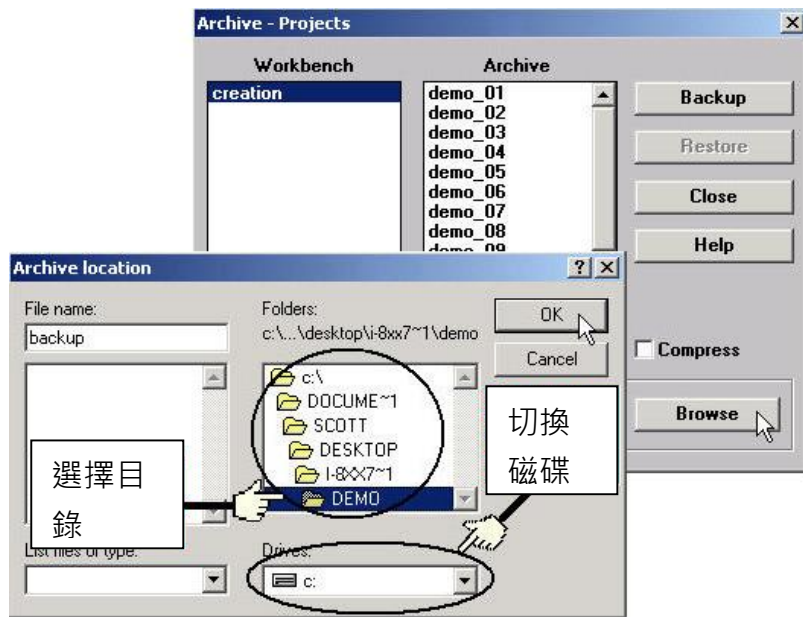 Archive - Projects
Workbench
Archive
creation
demo_01
demo_02
demo_03
demo_04
demo_05
demo_06
demo_07
demo_08
demo_09
Backup
Restore
Close
Help
Compress
Browse
Archive location
File name:
backup
Folders:
c:\...\desktop\i-8xx7~1\demo
c:\
DOCUME~1
SCOTT
DESKTOP
I-8XX7~1
DEMO
OK
Cancel
選擇目
錄
切換
磁碟
List files of type:
Drives:
c: